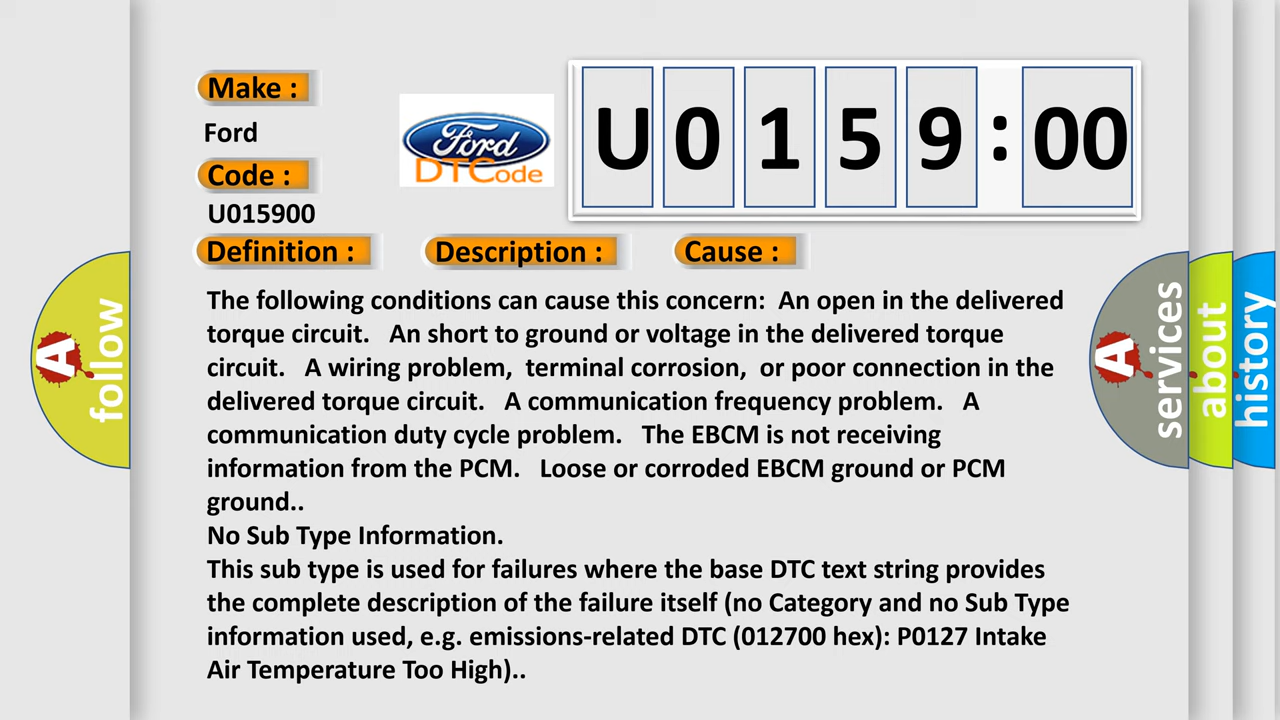 Make :
Ford
Code :
U015900
Ford
DTCode
U0159:00
Definition :
Description :
Cause :
The following conditions can cause this concern: An open in the delivered
torque circuit. An short to ground or voltage in the delivered torque
circuit. A wiring problem, terminal corrosion, or poor connection in the
delivered torque circuit. A communication frequency problem. A
communication duty cycle problem. The EBCM is not receiving
information from the PCM. Loose or corroded EBCM ground or PCM
ground..
No Sub Type Information.
This sub type is used for failures where the base DTC text string provides
the complete description of the failure itself (no Category and no Sub Type
information used, e.g. emissions-related DTC (012700 hex): P0127 Intake
Air Temperature Too High)..
A
follow
A
services
about
history